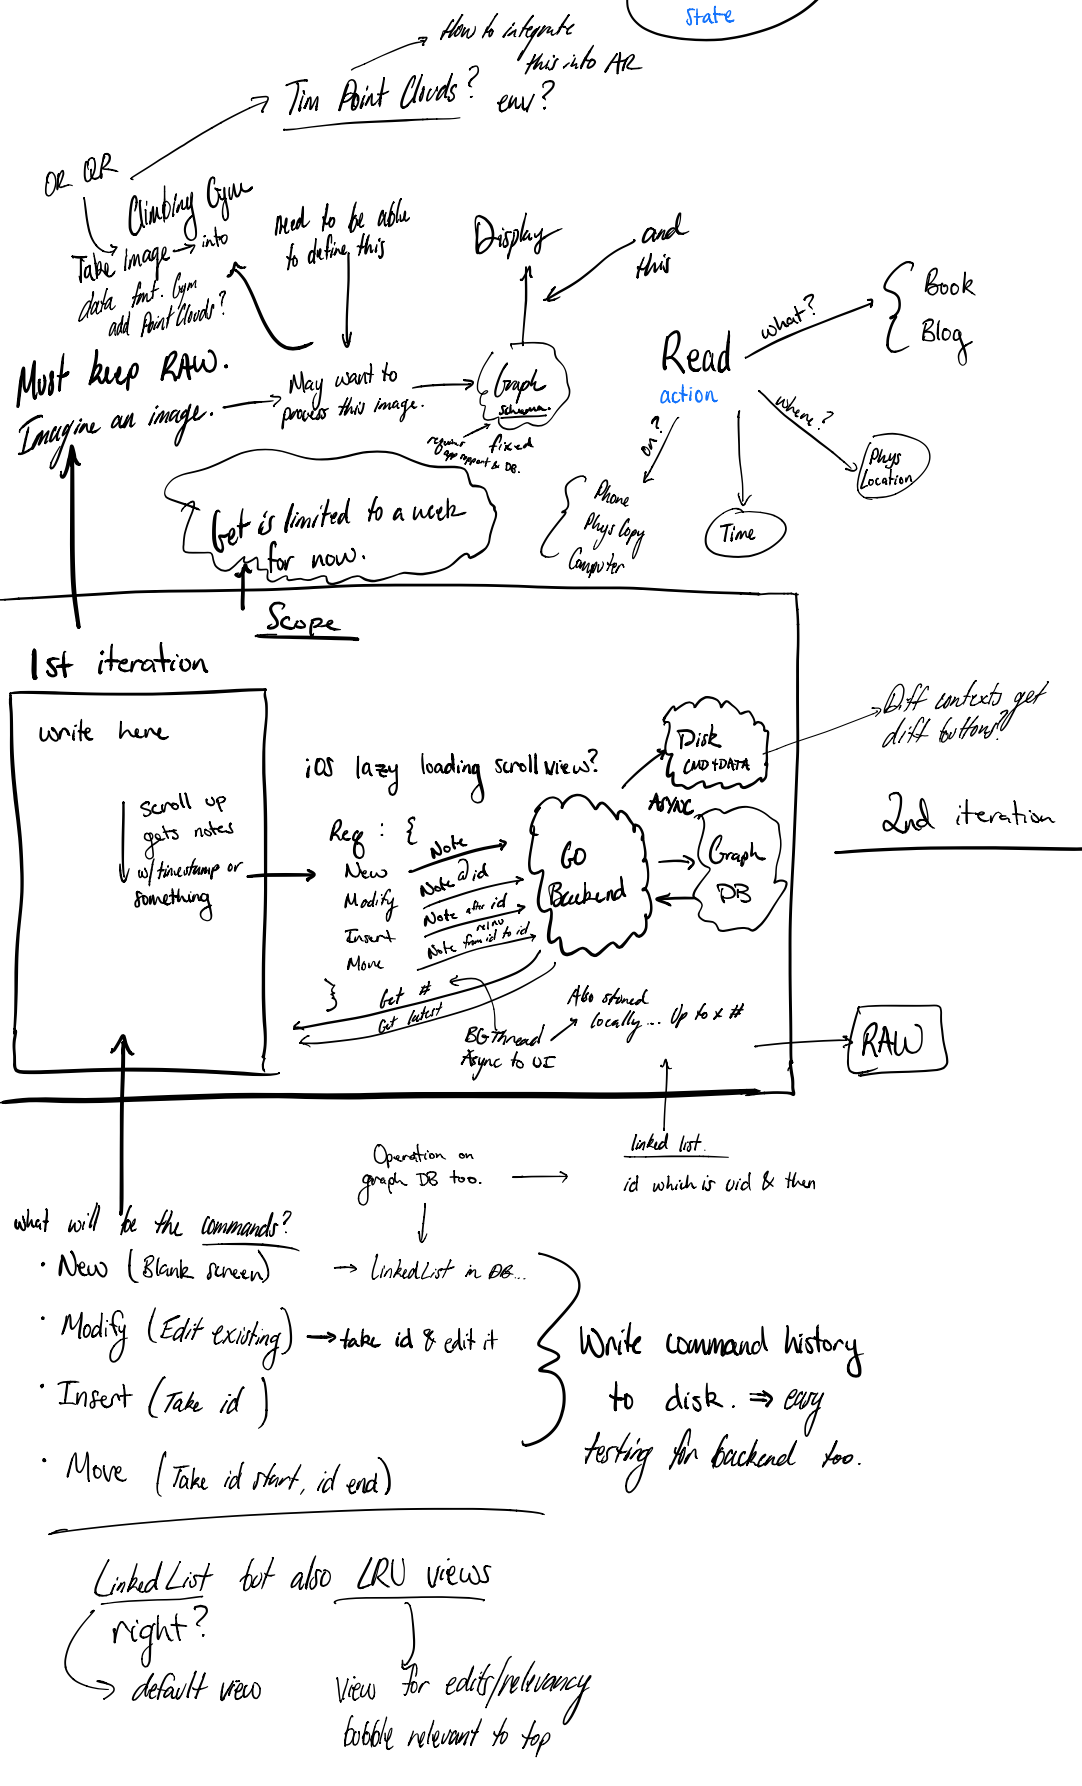 state
How to integrate
this into AR
env?
Tim Point Clouds?
OR QR
Climbing Gym
Take Image → into
data fmt. Gym
add Point Clouds?
need to be able
to define this
Display
and
this
Must keep RAW.
Imagine an image.
May want to
process this image.
Graph
schema.
fixed
requires
app support & DB.
Read
action
what?
Book
Blog
where?
Phys
Location
on?
Phone
Phys Copy
Computer
Time
Get is limited to a week
for now.
Scope
1st iteration
write here
scroll up
gets notes
w/timestamp or
something
iOS lazy loading scroll view?
Req : {
New
Modify
Insert
Move
}
Note
Note @ id
Note after id
Note from id to id
Get #
Get latest
GO
Backend
Disk
CMD+DATA
ASYNC
Graph
DB
BG Thread
Async to UI
Also stored
locally... Up to x #
Diff contexts get
diff buttons?
2nd iteration
RAW
linked list.
id which is uid & then
Operation on
graph DB too.
what will be the commands?
· New (Blank screen)
→ Linked List in DB...
· Modify (Edit existing) → take id & edit it
· Insert (Take id )
· Move (Take id start, id end)
Write command history
to disk. ⇒ easy
testing for backend too.
Linked List but also LRU views
right?
default view
View for edits/relevancy
bubble relevant to top